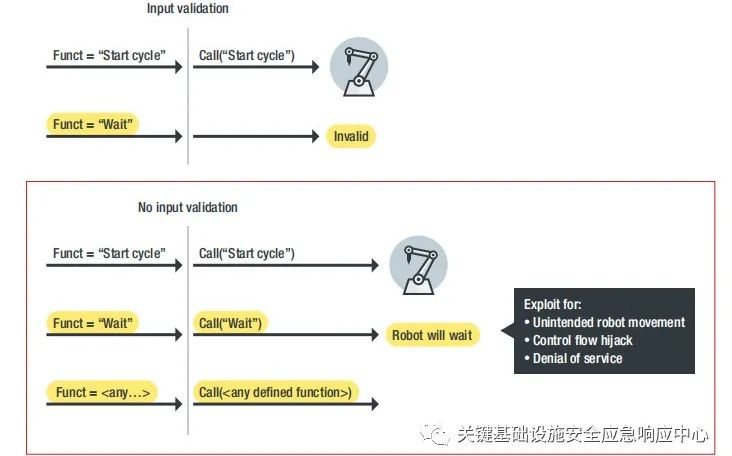 Input validation
Funct = “Start cycle”
Call(“Start cycle”)
Funct = “Wait”
Invalid
No input validation
Funct = “Start cycle”
Call(“Start cycle”)
Funct = “Wait”
Call(“Wait”)
Robot will wait
Exploit for:
• Unintended robot movement
• Control flow hijack
• Denial of service
Funct = <any…>
Call(<any defined function>)
关键基础设施安全应急响应中心